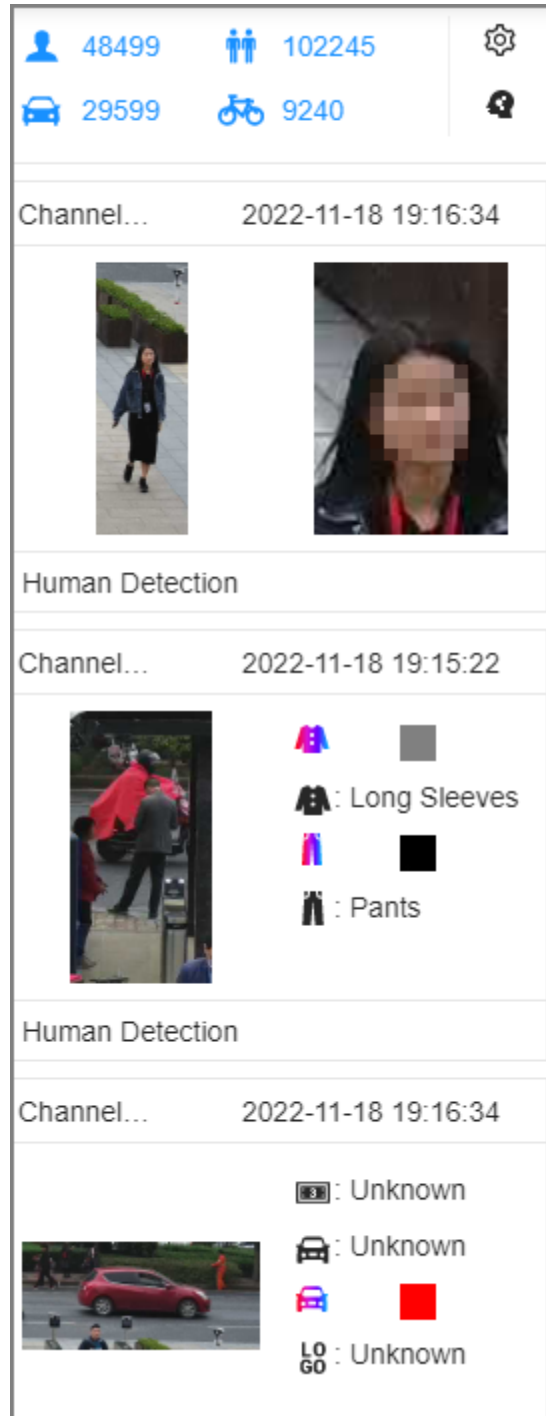 48499 102245
29599 9240
Channel... 2022-11-18 19:16:34
Human Detection
Channel... 2022-11-18 19:15:22
: Long Sleeves
: Pants
Human Detection
Channel... 2022-11-18 19:16:34
: Unknown
: Unknown
LO
GO : Unknown